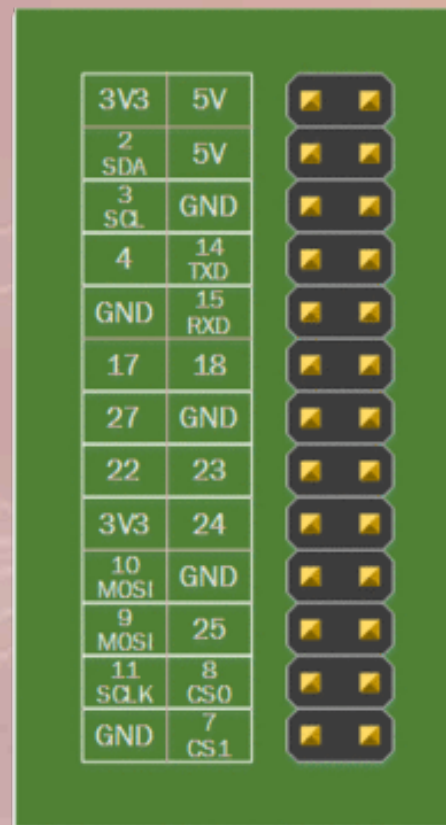 3V3 5V
2 SDA 5V
3 SCL GND
4 14 TXD
GND 15 RXD
17 18
27 GND
22 23
3V3 24
10 MOSI GND
9 MOSI 25
11 SCLK 8 CS0
GND 7 CS1